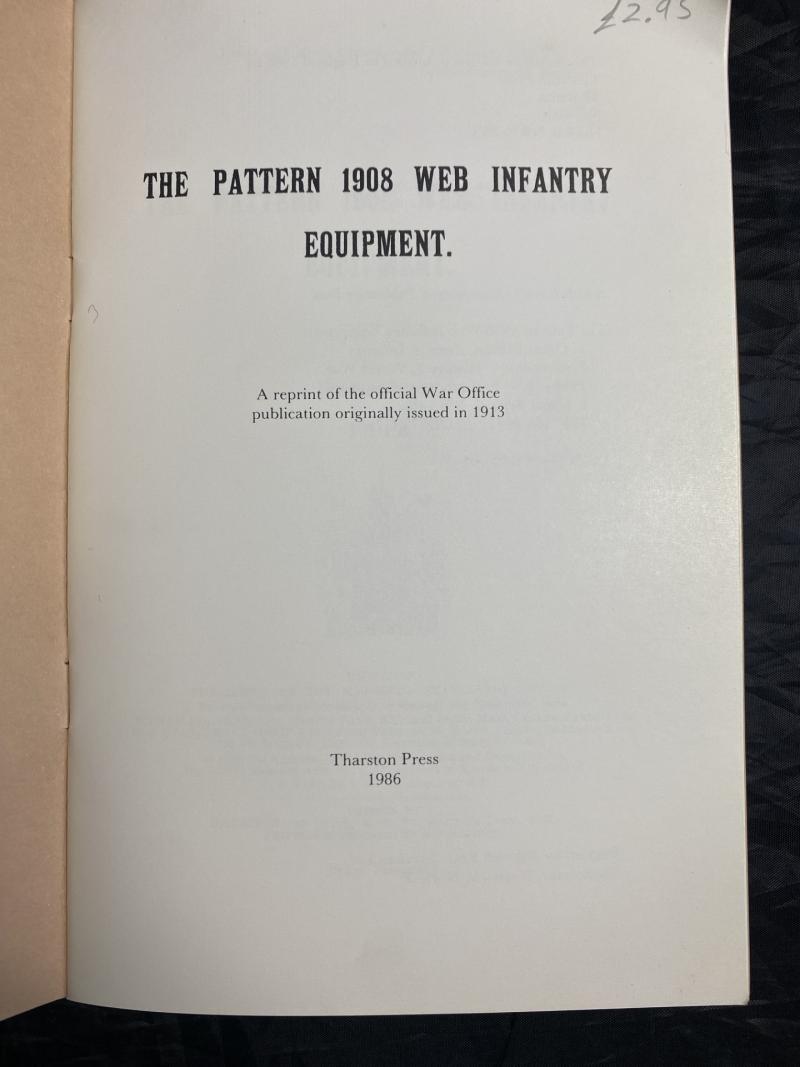 £2.95
THE PATTERN 1908 WEB INFANTRY
EQUIPMENT.
A reprint of the official War Office
publication originally issued in 1913
Tharston Press
1986